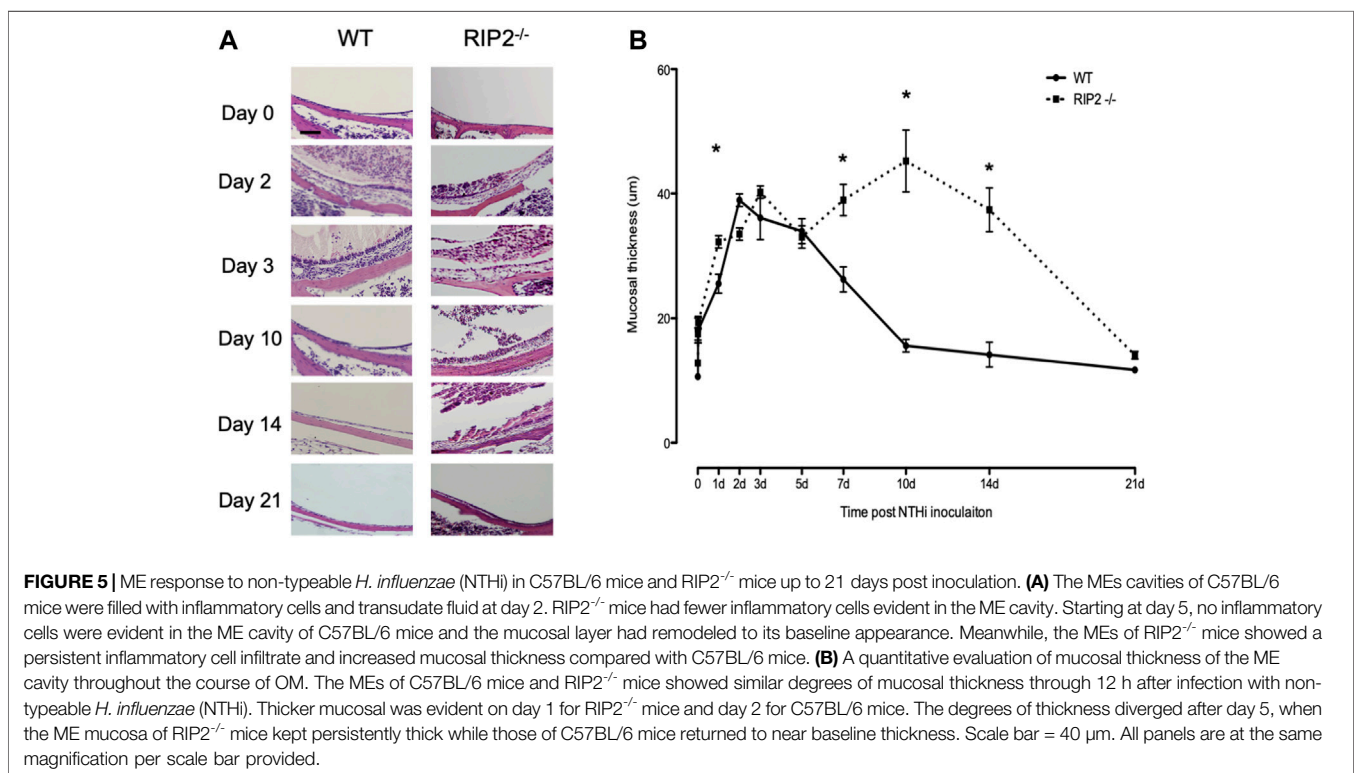 A
WT
RIP2-/-
Day 0
Day 2
Day 3
Day 10
Day 14
Day 21
B
60
40
20
0
Mucosal thickness (um)
WT
RIP2 -/-
*
*
*
*
0
1d
2d
3d
5d
7d
10d
14d
21d
Time post NTHi inoculaiton
FIGURE 5 | ME response to non-typeable H. influenzae (NTHi) in C57BL/6 mice and RIP2-/- mice up to 21 days post inoculation. (A) The MEs cavities of C57BL/6
mice were filled with inflammatory cells and transudate fluid at day 2. RIP2-/- mice had fewer inflammatory cells evident in the ME cavity. Starting at day 5, no inflammatory
cells were evident in the ME cavity of C57BL/6 mice and the mucosal layer had remodeled to its baseline appearance. Meanwhile, the MEs of RIP2-/- mice showed a
persistent inflammatory cell infiltrate and increased mucosal thickness compared with C57BL/6 mice. (B) A quantitative evaluation of mucosal thickness of the ME
cavity throughout the course of OM. The MEs of C57BL/6 mice and RIP2-/- mice showed similar degrees of mucosal thickness through 12 h after infection with non-
typeable H. influenzae (NTHi). Thicker mucosal was evident on day 1 for RIP2-/- mice and day 2 for C57BL/6 mice. The degrees of thickness diverged after day 5, when
the ME mucosa of RIP2-/- mice kept persistently thick while those of C57BL/6 mice returned to near baseline thickness. Scale bar = 40 μm. All panels are at the same
magnification per scale bar provided.